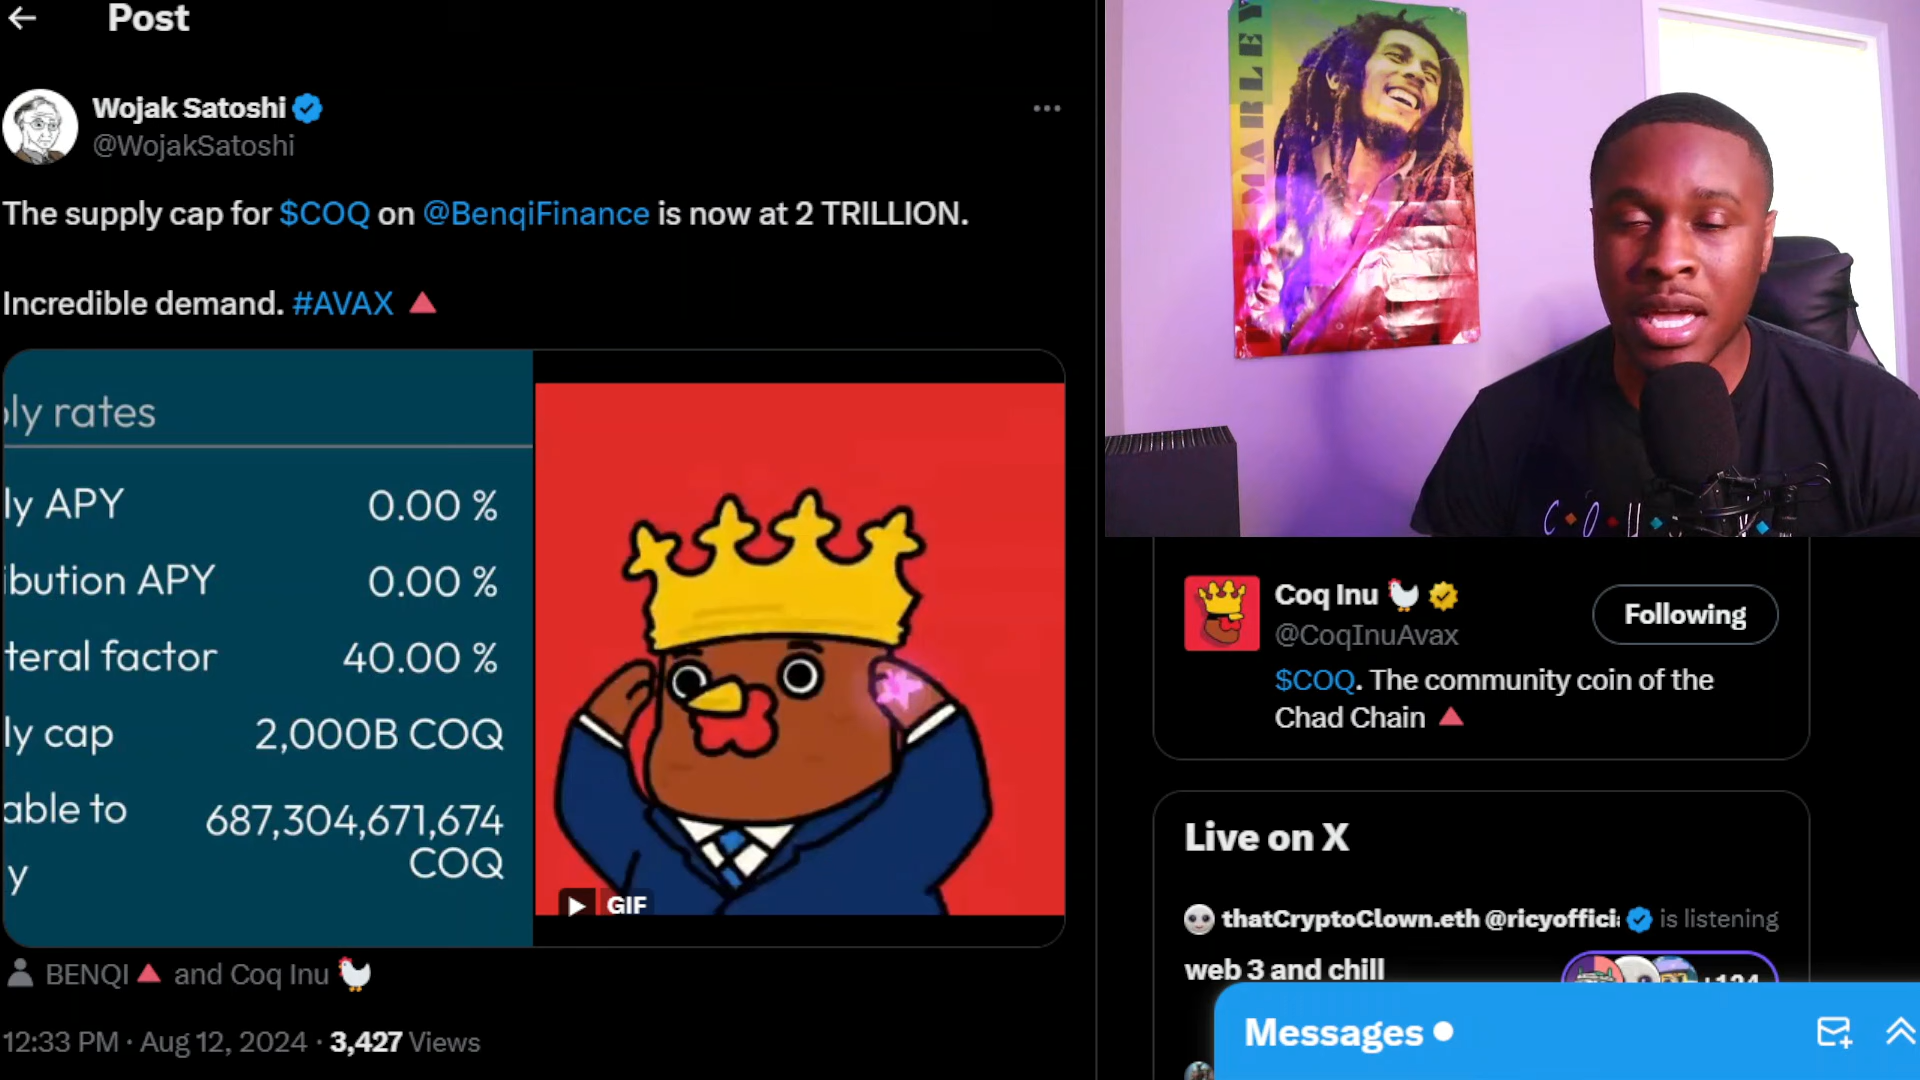 Post
Wojak Satoshi
@WojakSatoshi
The supply cap for $COQ on @BenqiFinance is now at 2 TRILLION.
Incredible demand. #AVAX 🔺
ly rates
ly APY 0.00 %
ibution APY 0.00 %
teral factor 40.00 %
ly cap 2,000B COQ
able to 687,304,671,674
y COQ
GIF
BENQI🔺 and Coq Inu 🐓
12:33 PM · Aug 12, 2024 · 3,427 Views
MARLEY
Coq Inu 🐓
@CoqInuAvax
Following
$COQ. The community coin of the
Chad Chain 🔺
Live on X
thatCryptoClown.eth @ricyoffici is listening
web 3 and chill
+124
Messages